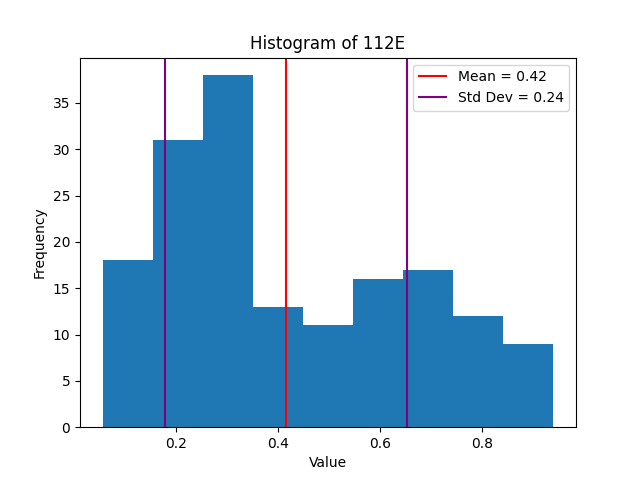 Histogram of 112E
Mean = 0.42
Std Dev = 0.24
Frequency
35
30
25
20
15
10
5
0
0.2 0.4 0.6 0.8
Value